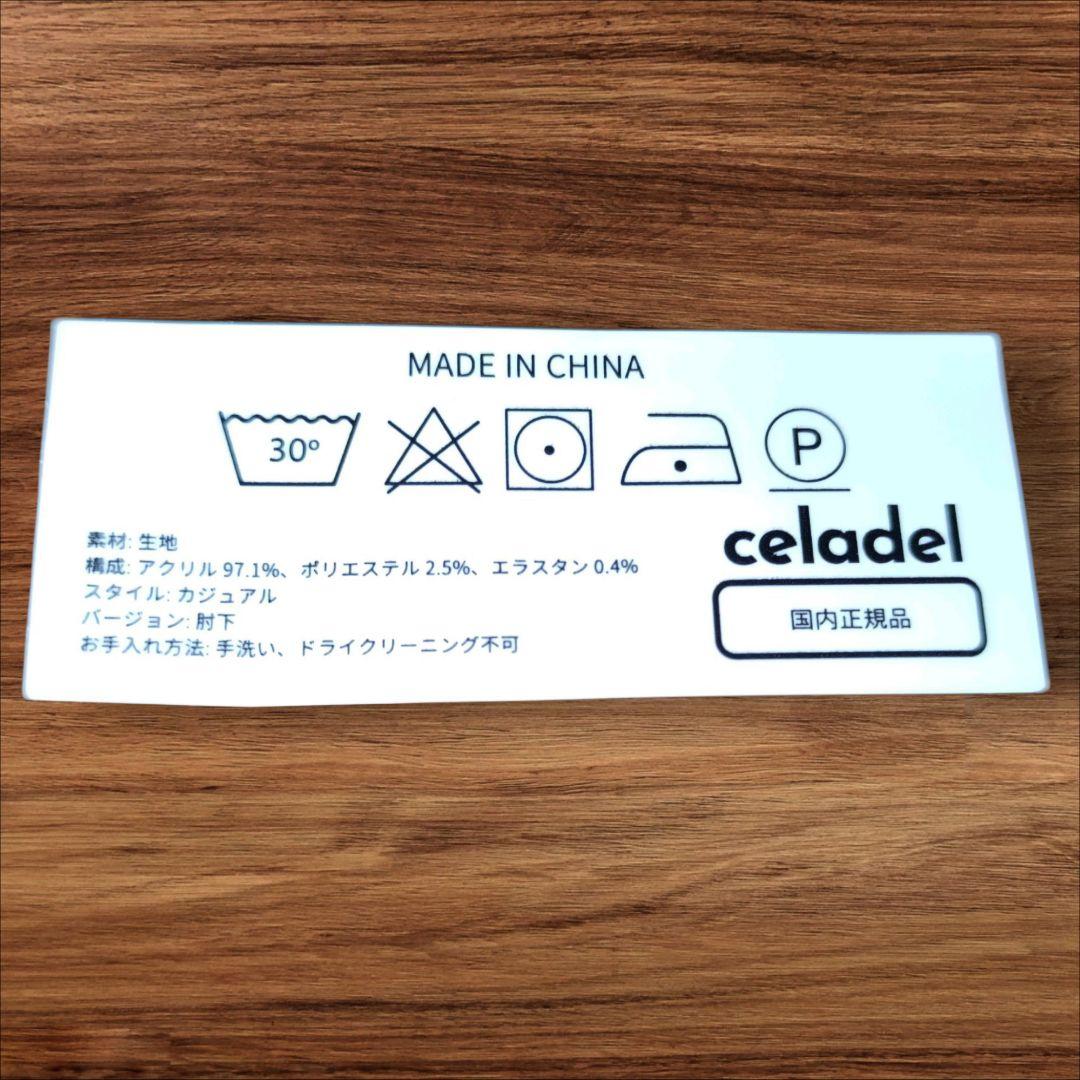 MADE IN CHINA
30°
P
celadel
国内正規品
素材: 生地
構成: アクリル 97.1%、ポリエステル 2.5%、エラスタン 0.4%
スタイル: カジュアル
バージョン: 肘下
お手入れ方法: 手洗い、ドライクリーニング不可